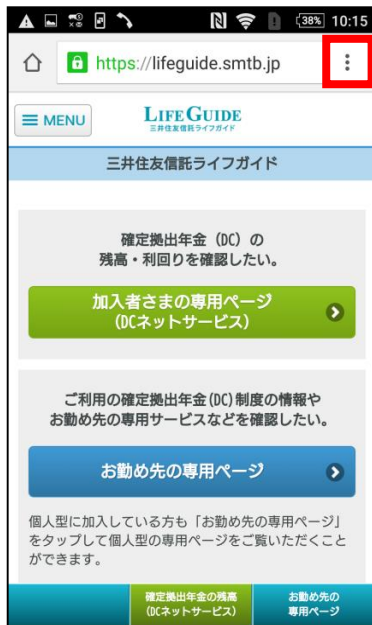 38% 10:15
https://lifeguide.smtb.jp
MENU
LIFE GUIDE
三井住友信託ライフガイド
三井住友信託ライフガイド
確定拠出年金（DC）の
残高・利回りを確認したい。
加入者さまの専用ページ
(DCネットサービス)
ご利用の確定拠出年金(DC)制度の情報や
お勤め先の専用サービスなどを確認したい。
お勤め先の専用ページ
個人型に加入している方も「お勤め先の専用ページ」
をタップして個人型の専用ページをご覧いただくこと
ができます。
確定拠出年金の残高
(DCネットサービス)
お勤め先の
専用ページ